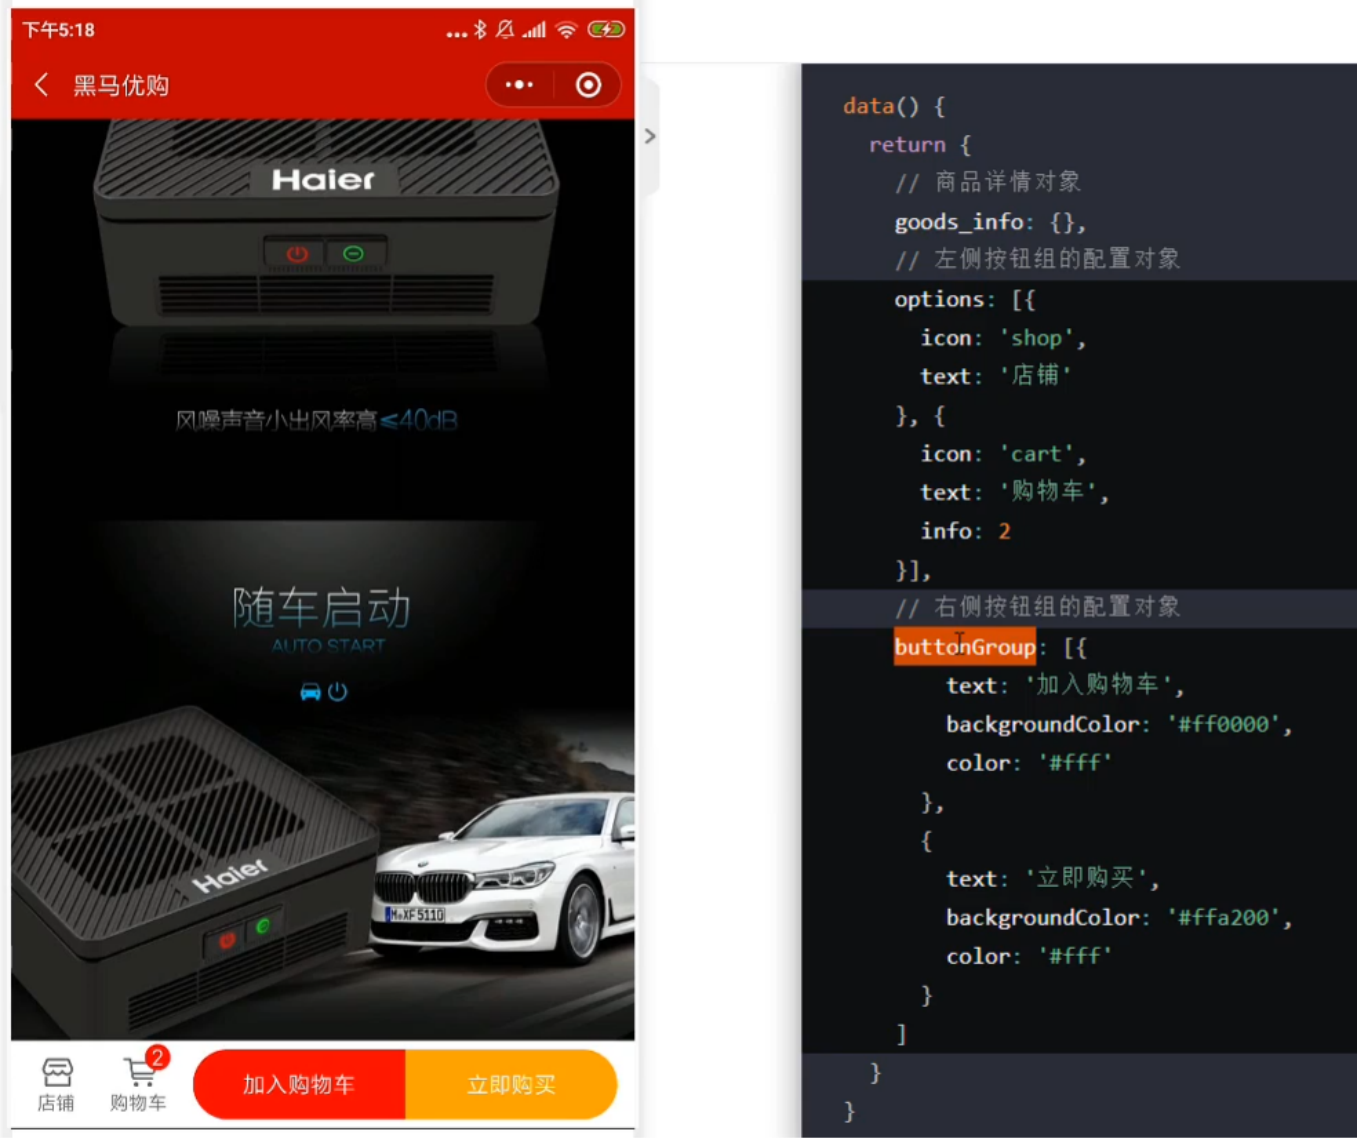 下午5:18
黑马优购
Haier
风噪声音小出风率高≤40dB
随车启动
AUTO START
Haier
M·XF 5110
店铺
2
购物车
加入购物车
立即购买
data() {
return {
// 商品详情对象
goods_info: {},
// 左侧按钮组的配置对象
options: [{
icon: 'shop',
text: '店铺'
}, {
icon: 'cart',
text: '购物车',
info: 2
}],
// 右侧按钮组的配置对象
buttonGroup: [{
text: '加入购物车',
backgroundColor: '#ff0000',
color: '#fff'
},
{
text: '立即购买',
backgroundColor: '#ffa200',
color: '#fff'
}
]
}
}